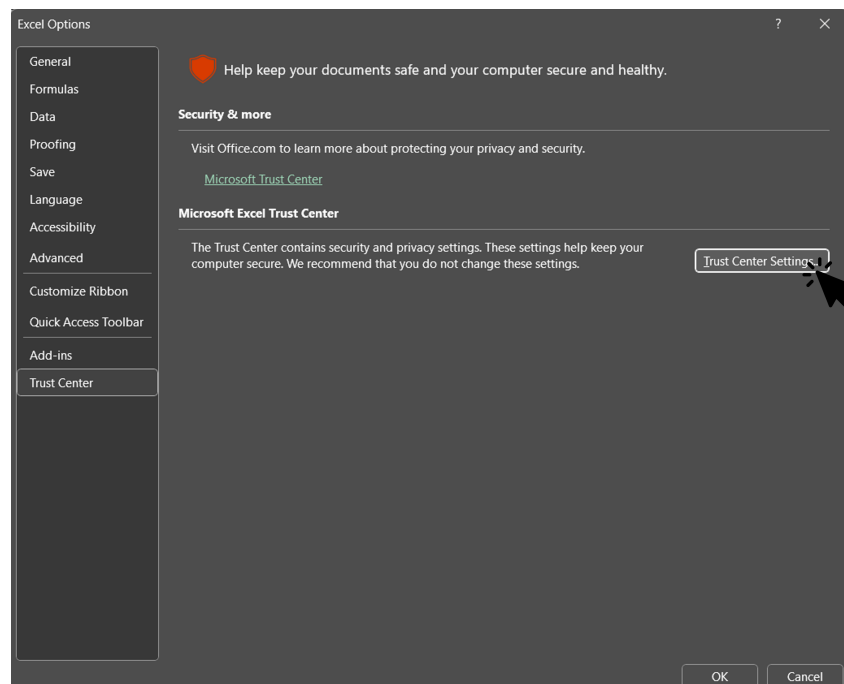 Excel Options
?
General
Formulas
Data
Proofing
Save
Language
Accessibility
Advanced
Customize Ribbon
Quick Access Toolbar
Add-ins
Trust Center
Help keep your documents safe and your computer secure and healthy.
Security & more
Visit Office.com to learn more about protecting your privacy and security.
Microsoft Trust Center
Microsoft Excel Trust Center
The Trust Center contains security and privacy settings. These settings help keep your
computer secure. We recommend that you do not change these settings.
Trust Center Settings...
OK
Cancel